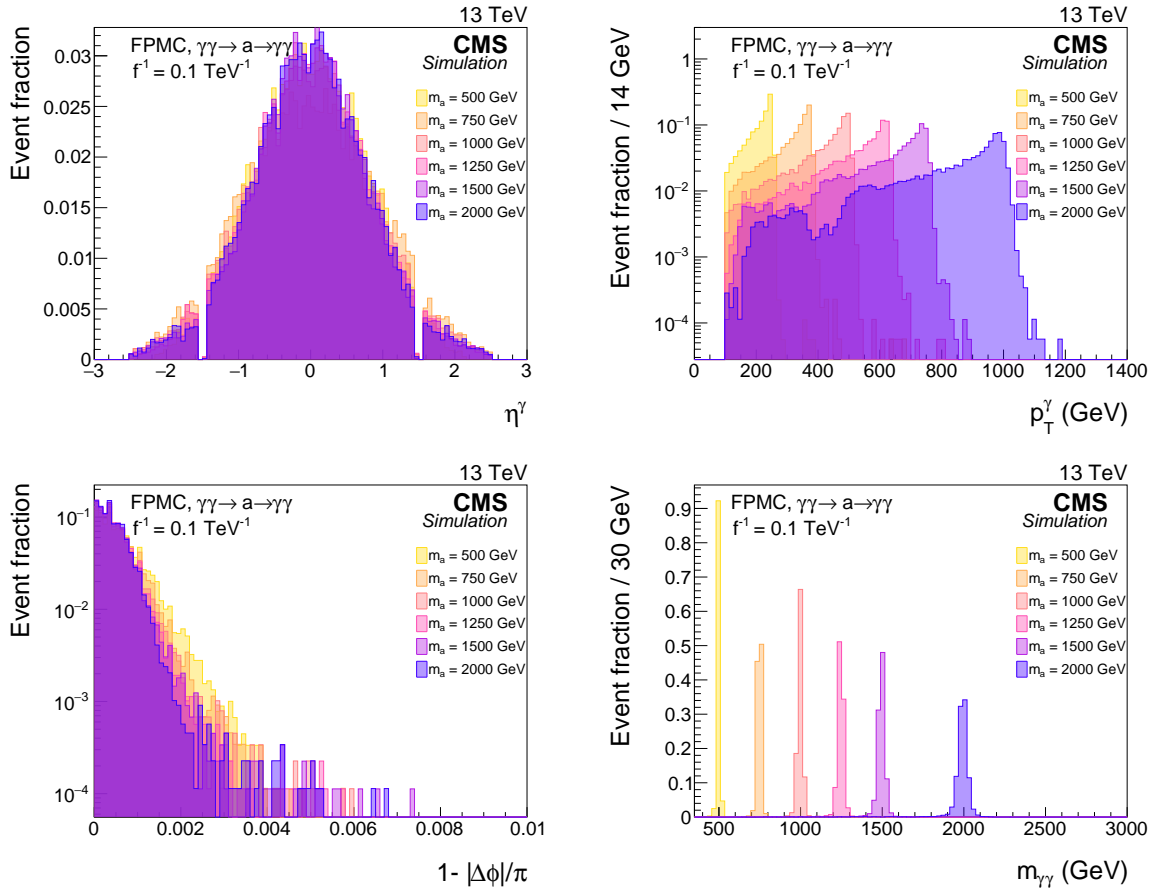 13 TeV
FPMC, γγ→ a→γγ
f⁻¹ = 0.1 TeV⁻¹
CMS
Simulation
mₐ = 500 GeV
mₐ = 750 GeV
mₐ = 1000 GeV
mₐ = 1250 GeV
mₐ = 1500 GeV
mₐ = 2000 GeV
Event fraction
0.03
0.025
0.02
0.015
0.01
0.005
0
−3 −2 −1 0 1 2 3
η^γ
13 TeV
FPMC, γγ→ a→γγ
f⁻¹ = 0.1 TeV⁻¹
CMS
Simulation
mₐ = 500 GeV
mₐ = 750 GeV
mₐ = 1000 GeV
mₐ = 1250 GeV
mₐ = 1500 GeV
mₐ = 2000 GeV
Event fraction / 14 GeV
1
10⁻¹
10⁻²
10⁻³
10⁻⁴
0 200 400 600 800 1000 1200 1400
p_T^γ (GeV)
13 TeV
FPMC, γγ→ a→γγ
f⁻¹ = 0.1 TeV⁻¹
CMS
Simulation
mₐ = 500 GeV
mₐ = 750 GeV
mₐ = 1000 GeV
mₐ = 1250 GeV
mₐ = 1500 GeV
mₐ = 2000 GeV
Event fraction
10⁻¹
10⁻²
10⁻³
10⁻⁴
0 0.002 0.004 0.006 0.008 0.01
1- |Δϕ|/π
13 TeV
FPMC, γγ→ a→γγ
f⁻¹ = 0.1 TeV⁻¹
CMS
Simulation
mₐ = 500 GeV
mₐ = 750 GeV
mₐ = 1000 GeV
mₐ = 1250 GeV
mₐ = 1500 GeV
mₐ = 2000 GeV
Event fraction / 30 GeV
0.9
0.8
0.7
0.6
0.5
0.4
0.3
0.2
0.1
0
500 1000 1500 2000 2500 3000
m_γγ (GeV)